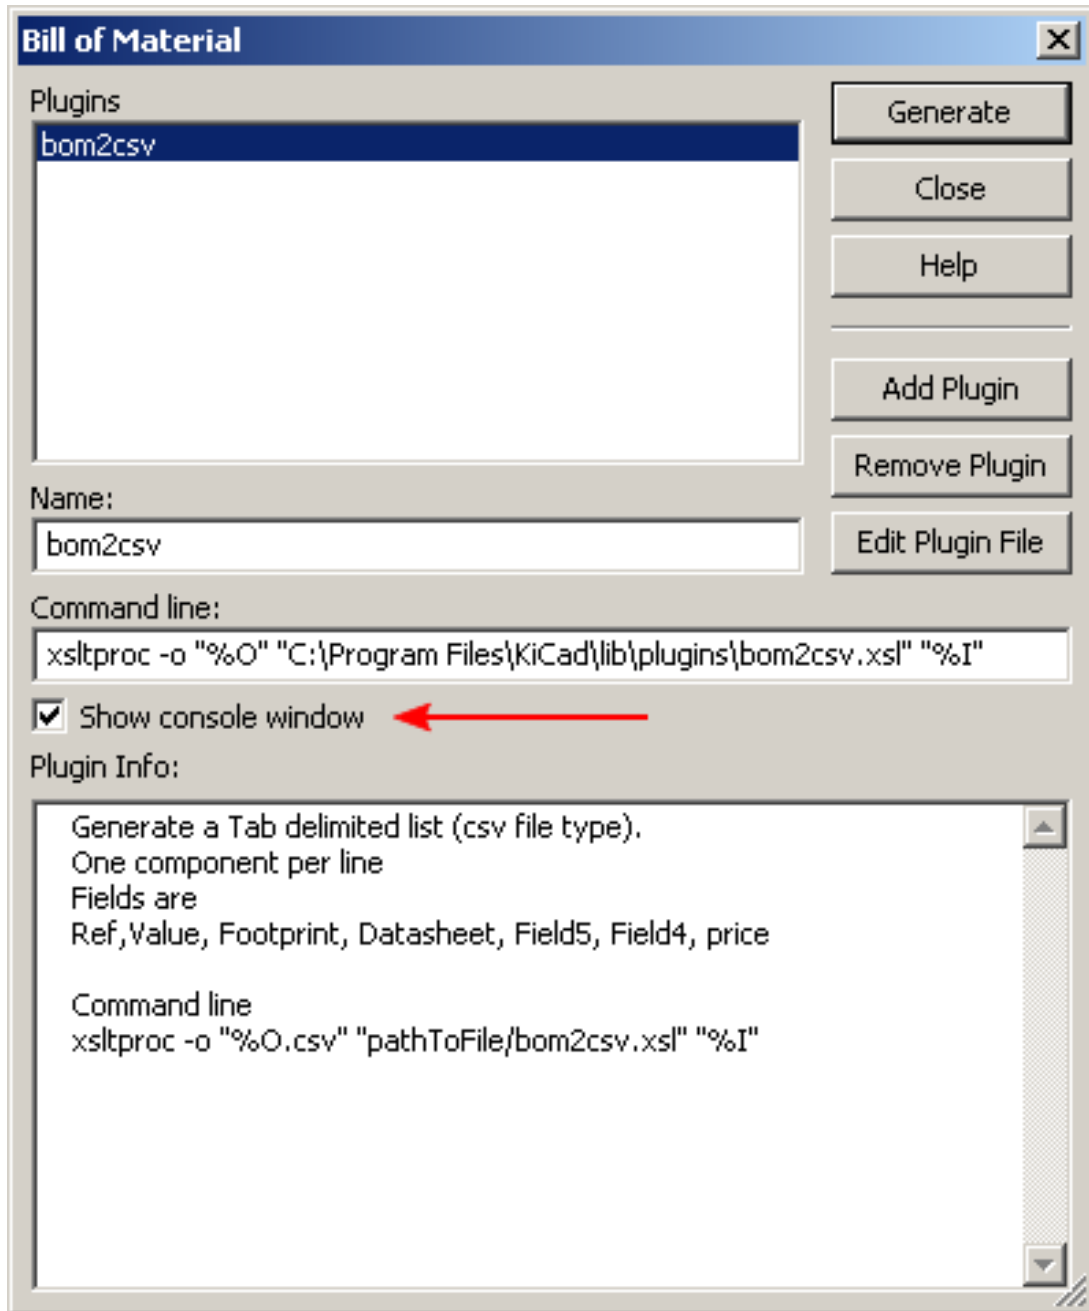 Bill of Material
Plugins
bom2csv
Generate
Close
Help
Add Plugin
Remove Plugin
Edit Plugin File
Name:
bom2csv
Command line:
xsltproc -o "%O" "C:\Program Files\KiCad\lib\plugins\bom2csv.xsl" "%I"
Show console window
Plugin Info:
Generate a Tab delimited list (csv file type).
One component per line
Fields are
Ref,Value, Footprint, Datasheet, Field5, Field4, price
Command line
xsltproc -o "%O.csv" "pathToFile/bom2csv.xsl" "%I"